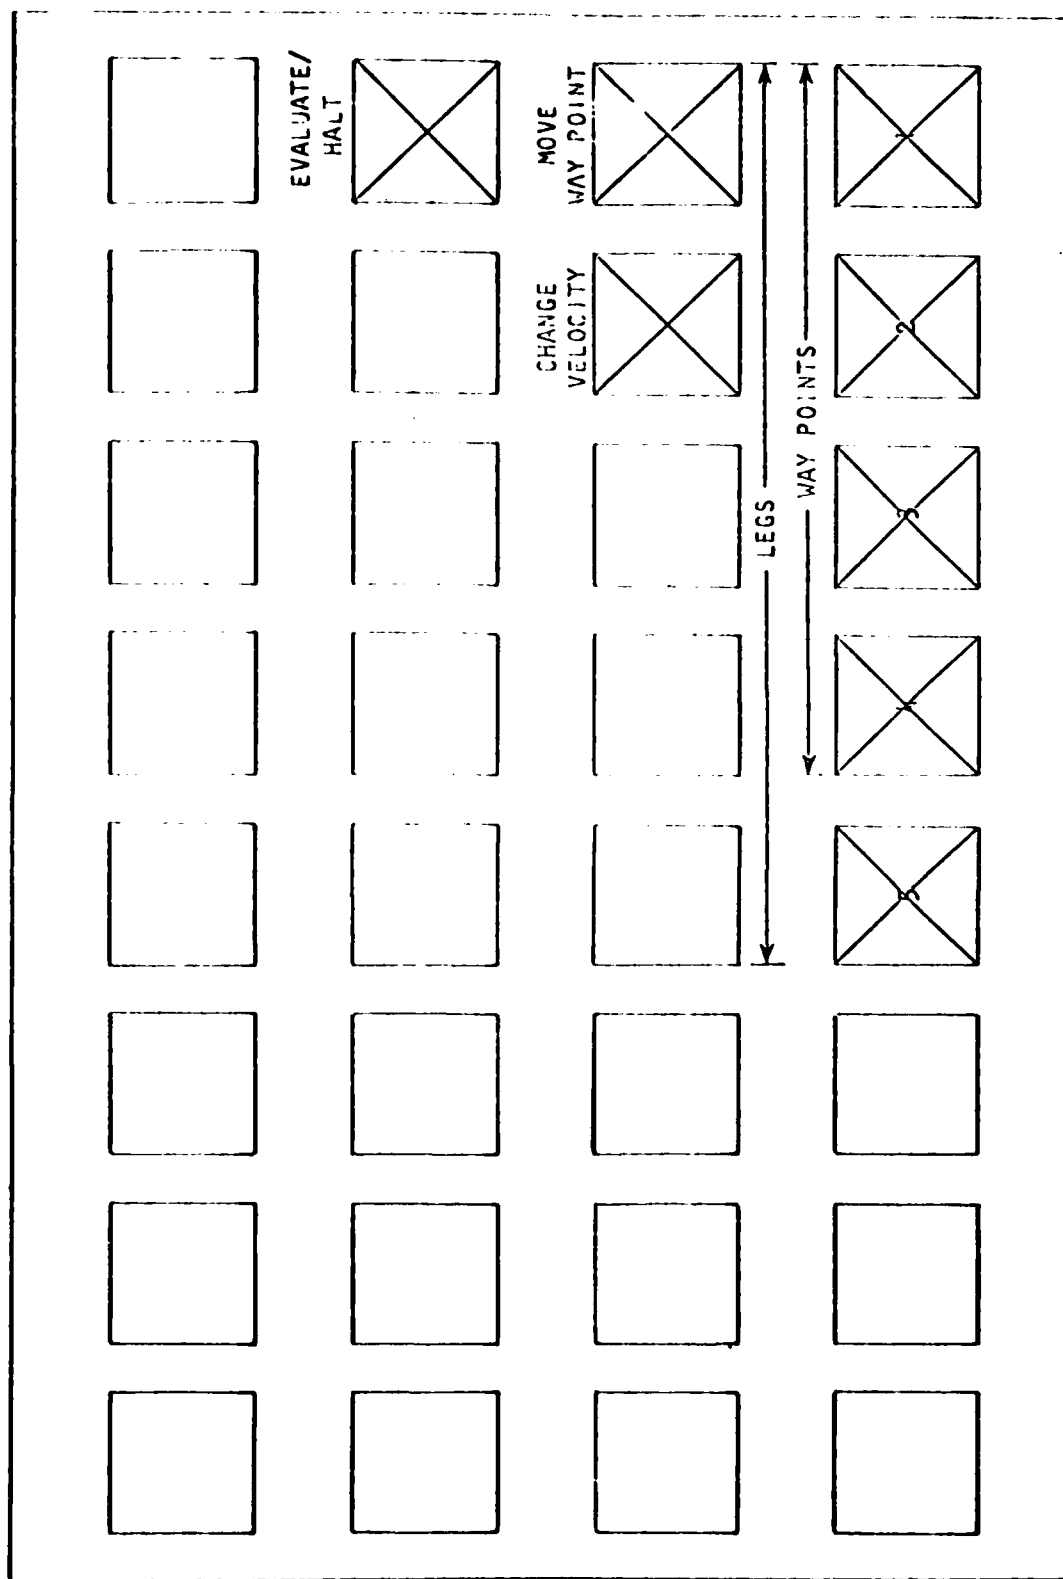 EVALUATE/
HALT
CHANGE
VELOCITY
MOVE
WAY POINT
LEGS
WAY POINTS
5
4
3
2
1